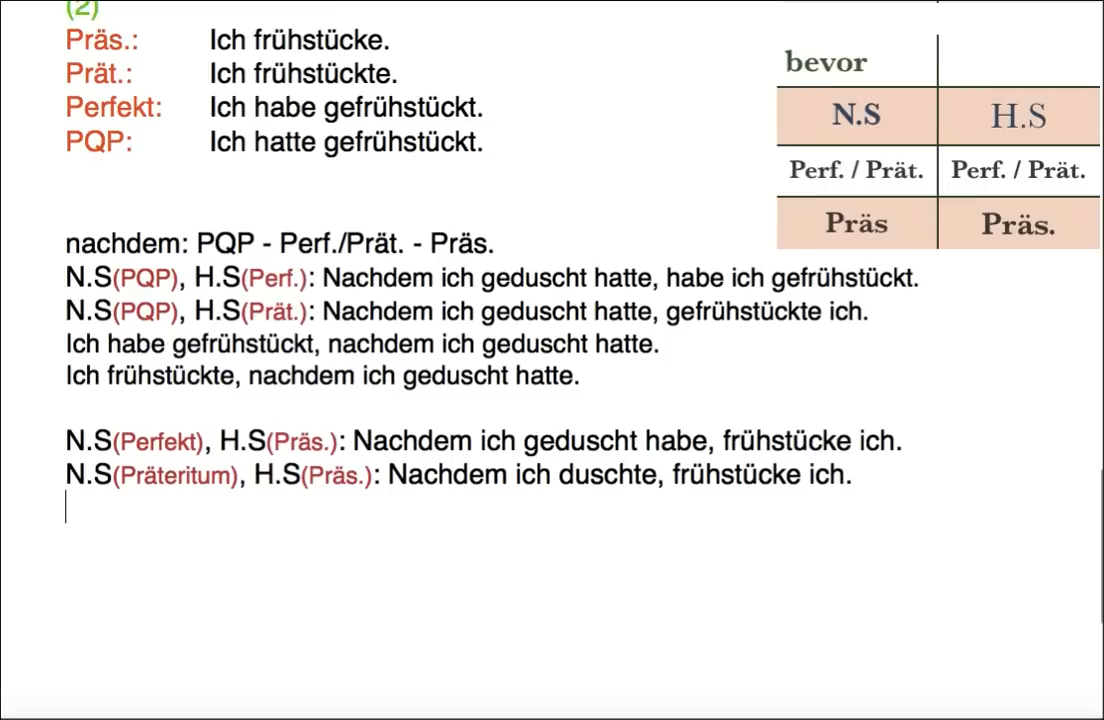 (2)
Präs.: Ich frühstücke.
Prät.: Ich frühstückte.
Perfekt: Ich habe gefrühstückt.
PQP: Ich hatte gefrühstückt.
bevor
N.S H.S
Perf. / Prät. Perf. / Prät.
Präs Präs.
nachdem: PQP - Perf./Prät. - Präs.
N.S(PQP), H.S(Perf.): Nachdem ich geduscht hatte, habe ich gefrühstückt.
N.S(PQP), H.S(Prät.): Nachdem ich geduscht hatte, gefrühstückte ich.
Ich habe gefrühstückt, nachdem ich geduscht hatte.
Ich frühstückte, nachdem ich geduscht hatte.
N.S(Perfekt), H.S(Präs.): Nachdem ich geduscht habe, frühstücke ich.
N.S(Präteritum), H.S(Präs.): Nachdem ich duschte, frühstücke ich.